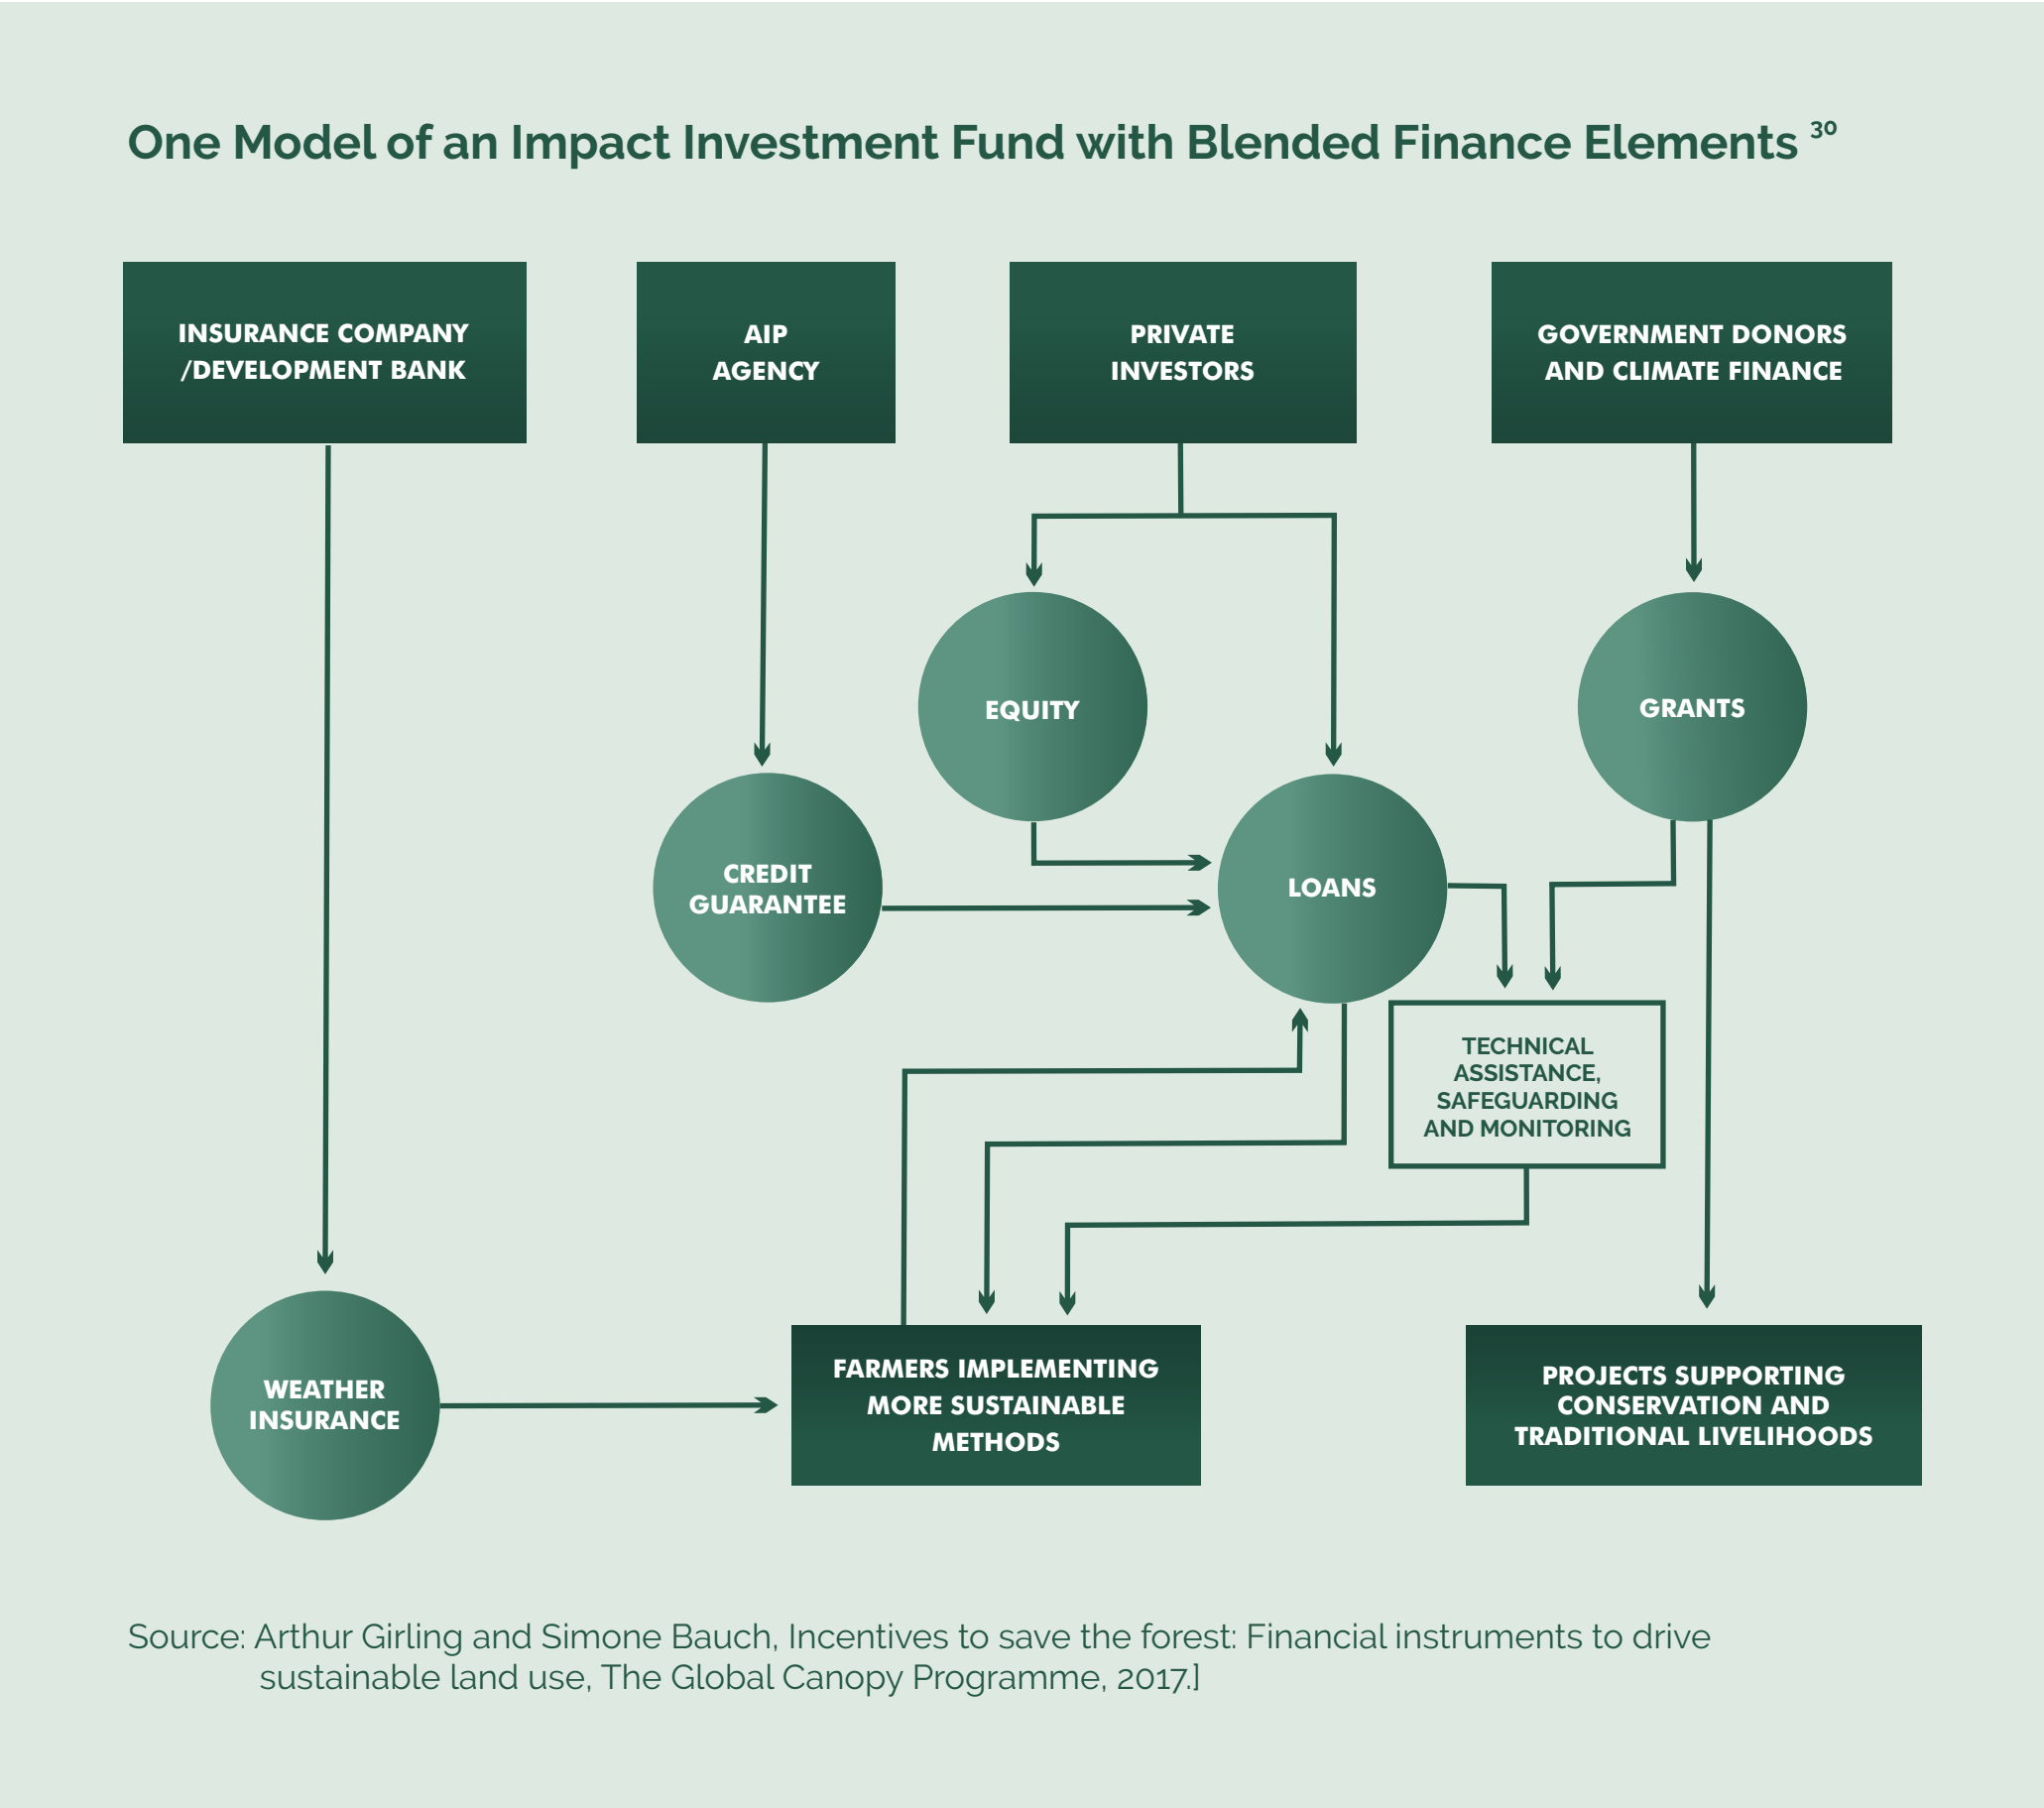 One Model of an Impact Investment Fund with Blended Finance Elements 30
INSURANCE COMPANY
/DEVELOPMENT BANK
AIP
AGENCY
PRIVATE
INVESTORS
GOVERNMENT DONORS
AND CLIMATE FINANCE
EQUITY
GRANTS
CREDIT
GUARANTEE
LOANS
TECHNICAL
ASSISTANCE,
SAFEGUARDING
AND MONITORING
WEATHER
INSURANCE
FARMERS IMPLEMENTING
MORE SUSTAINABLE
METHODS
PROJECTS SUPPORTING
CONSERVATION AND
TRADITIONAL LIVELIHOODS
Source: Arthur Girling and Simone Bauch, Incentives to save the forest: Financial instruments to drive
sustainable land use, The Global Canopy Programme, 2017.]